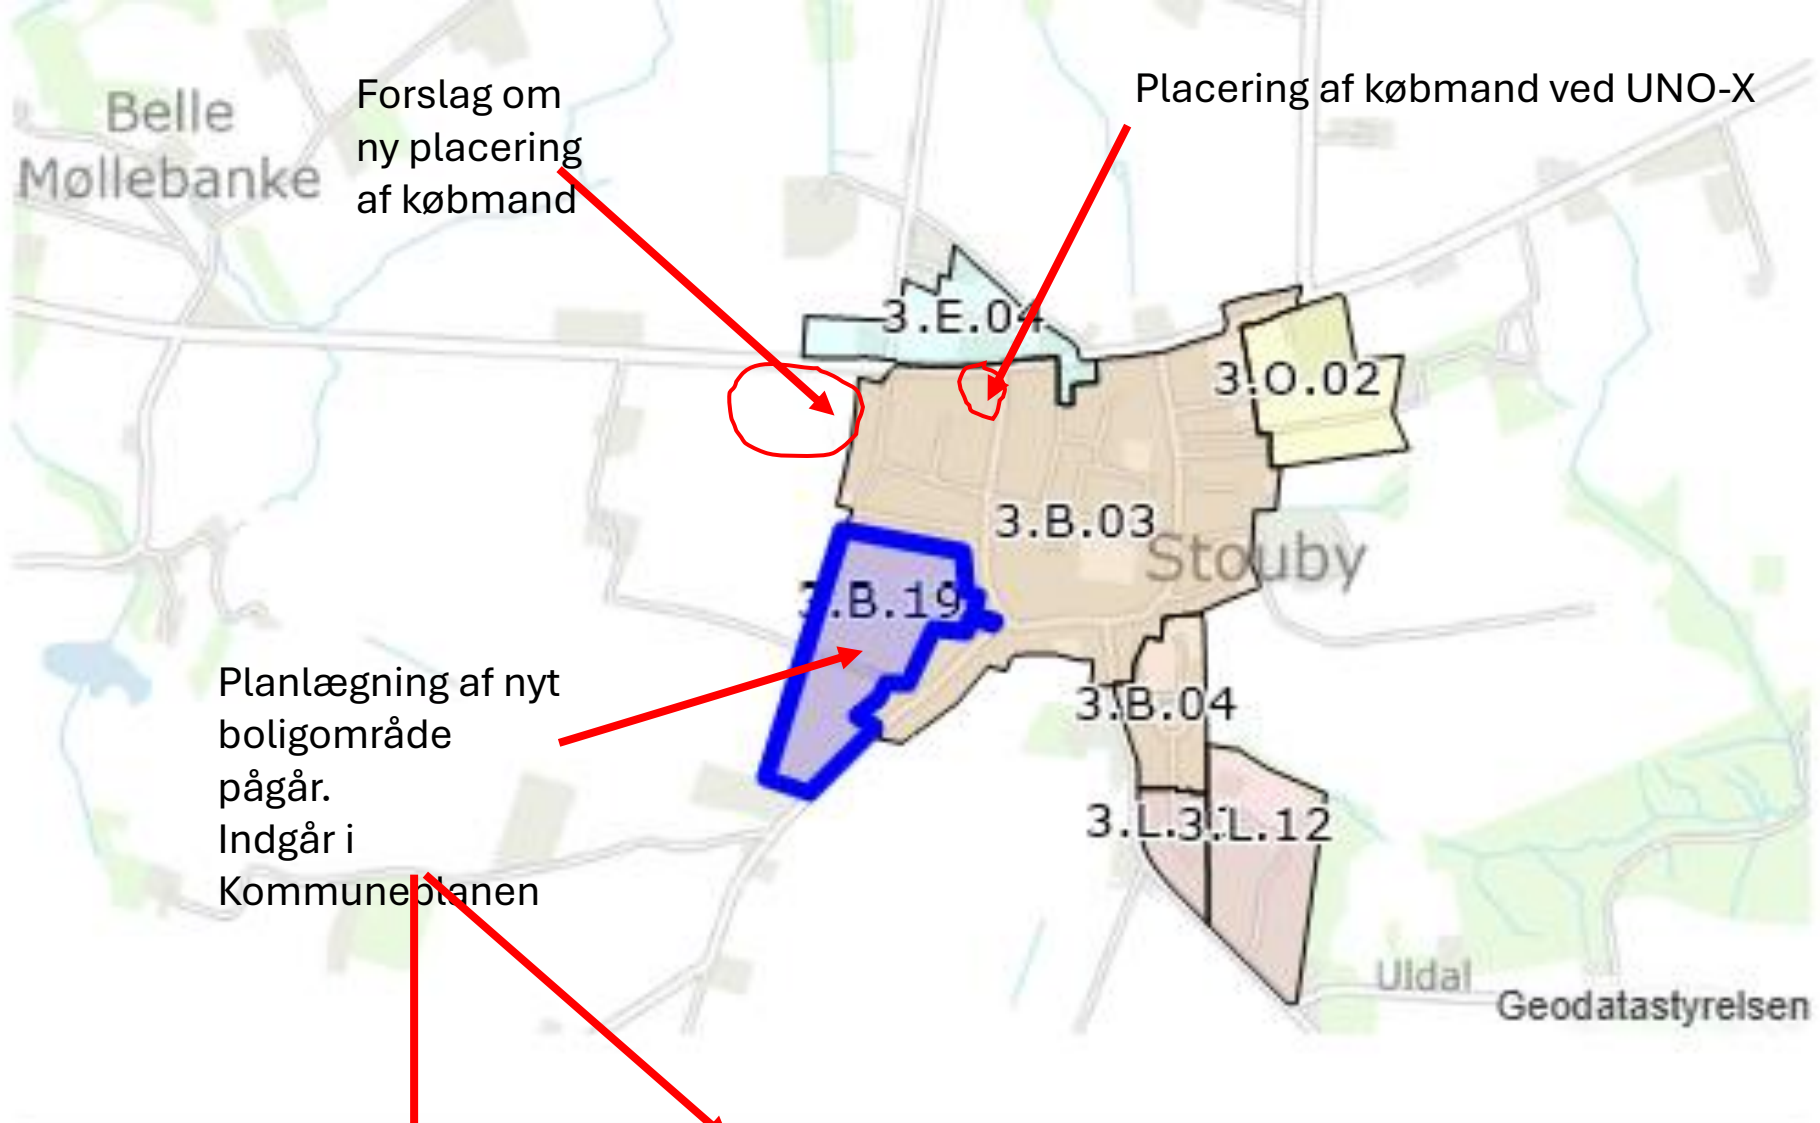 Forslag om
ny placering
af købmand
Placering af købmand ved UNO-X
Belle
Møllebanke
3.E.04
3.O.02
3.B.03
Stouby
3.B.19
Planlægning af nyt
boligområde
pågår.
Indgår i
Kommuneplanen
3.B.04
3.L.
3.L.12
Uldal
Geodatastyrelsen